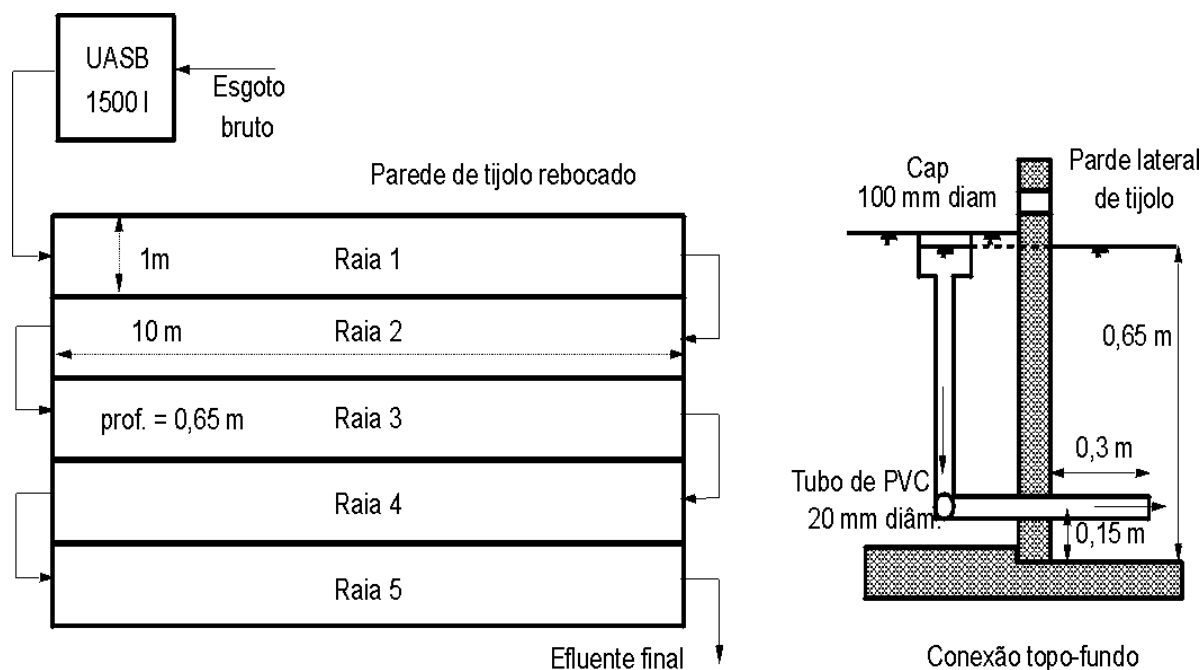 UASB
1500 l
Esgoto
bruto
Parede de tijolo rebocado
1m
Raia 1
10 m
Raia 2
prof. = 0,65 m
Raia 3
Raia 4
Raia 5
Efluente final
Cap
100 mm diam
Parde lateral
de tijolo
0,65 m
0,3 m
Tubo de PVC
20 mm diâm.
0,15 m
Conexão topo-fundo